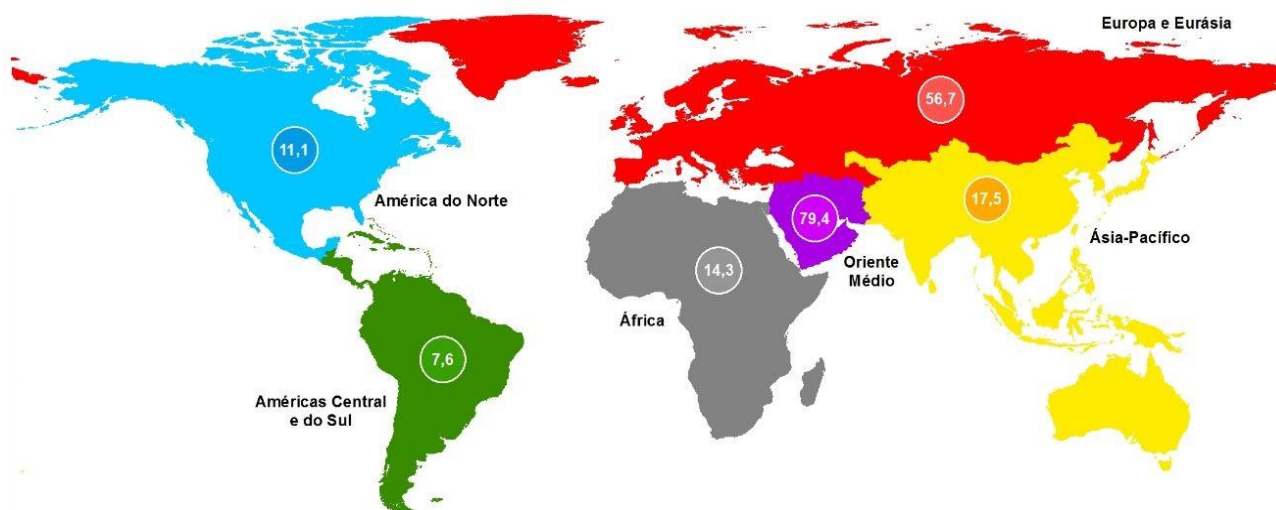 Europa e Eurásia
56,7
11,1
América do Norte
17,5
79,4
Ásia-Pacífico
Oriente
Médio
14,3
África
7,6
Américas Central
e do Sul